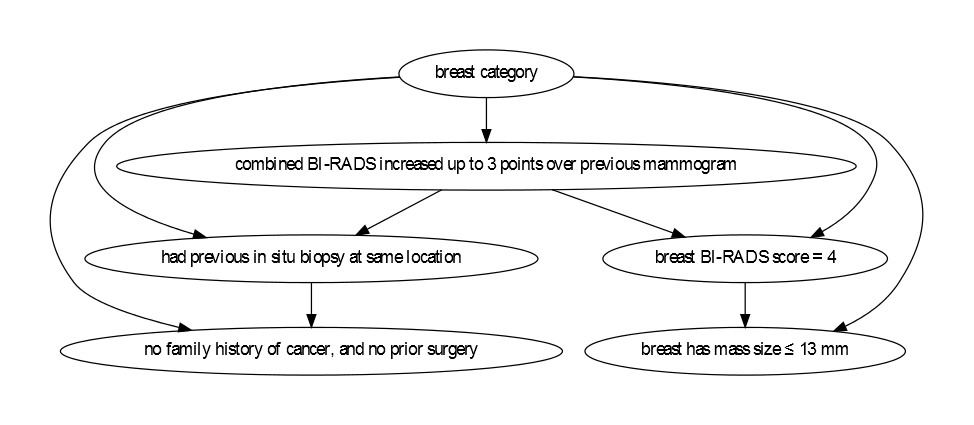 breast category
combined BI-RADS increased up to 3 points over previous mammogram
had previous in situ biopsy at same location
breast BI-RADS score = 4
no family history of cancer, and no prior surgery
breast has mass size ≤ 13 mm